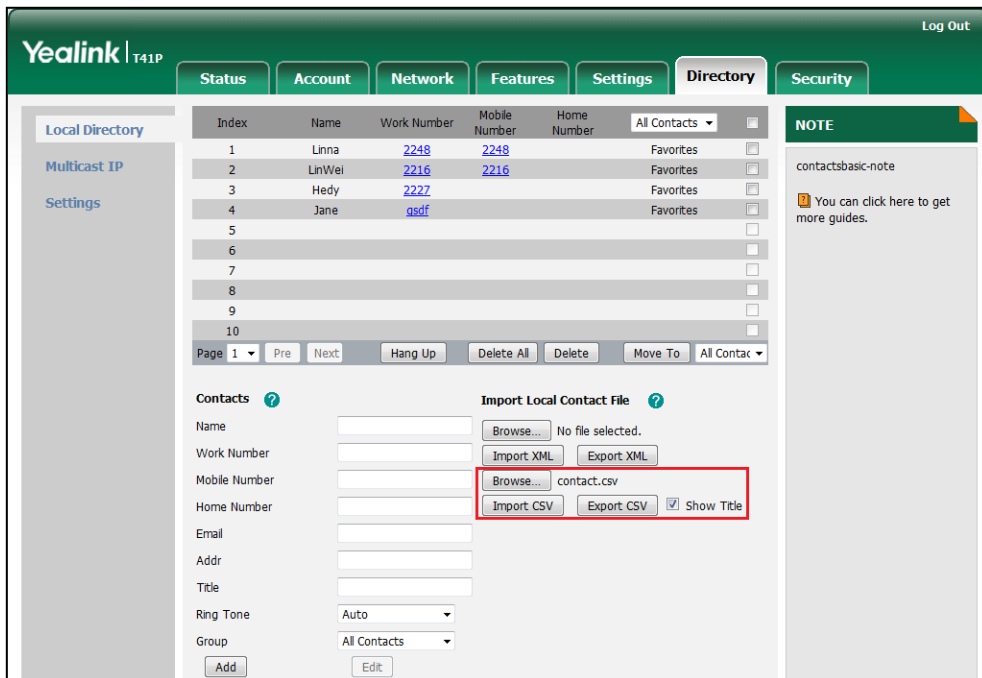 Log Out
Yealink | T41P
Status Account Network Features Settings Directory Security
Local Directory
Multicast IP
Settings
Index Name Work Number Mobile Number Home Number All Contacts
1 Linna 2248 2248 Favorites
2 LinWei 2216 2216 Favorites
3 Hedy 2227 Favorites
4 Jane qsdf Favorites
5
6
7
8
9
10
Page 1 Pre Next Hang Up Delete All Delete Move To All Contac
Contacts ?
Name
Work Number
Mobile Number
Home Number
Email
Addr
Title
Ring Tone Auto
Group All Contacts
Add Edit
Import Local Contact File ?
Browse... No file selected.
Import XML Export XML
Browse... contact.csv
Import CSV Export CSV Show Title
NOTE
contactsbasic-note
? You can click here to get
more guides.